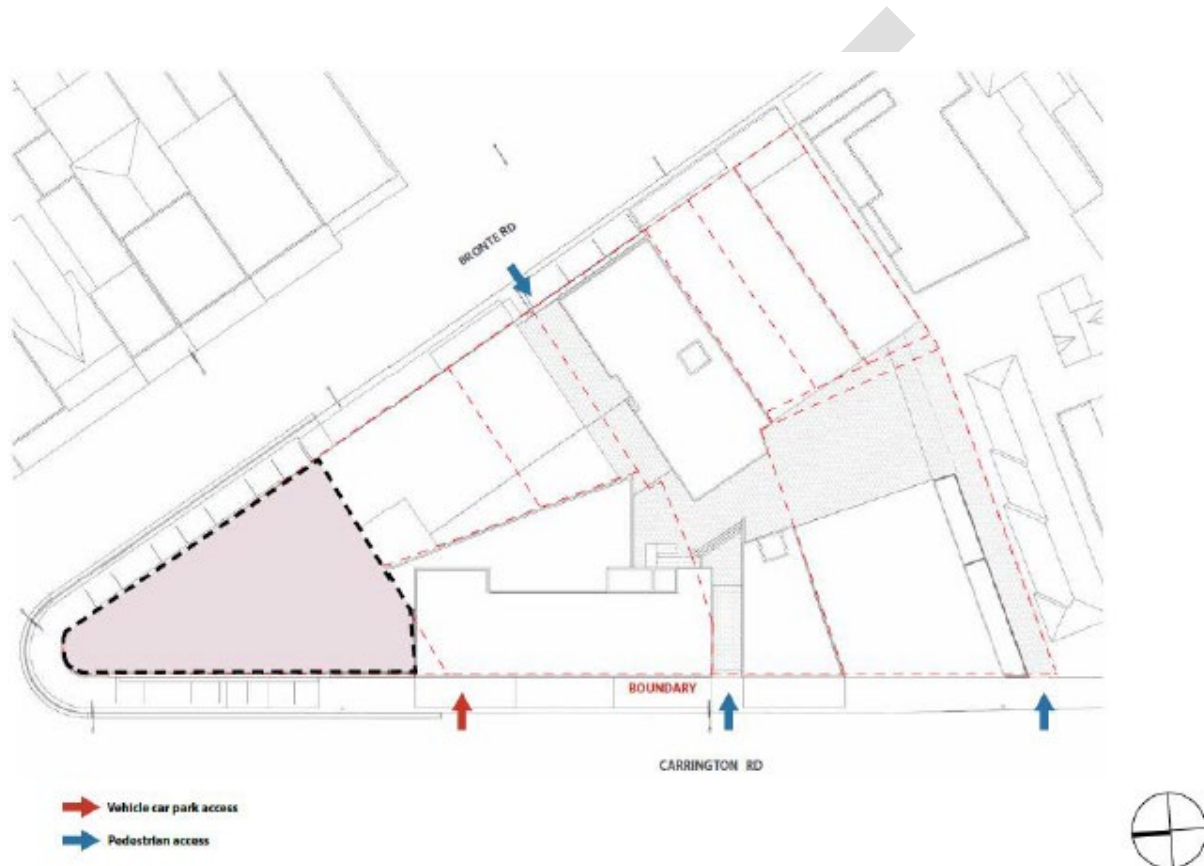 BRONTE RD
BOUNDARY
CARRINGTON RD
Vehicle car park access
Pedestrian access